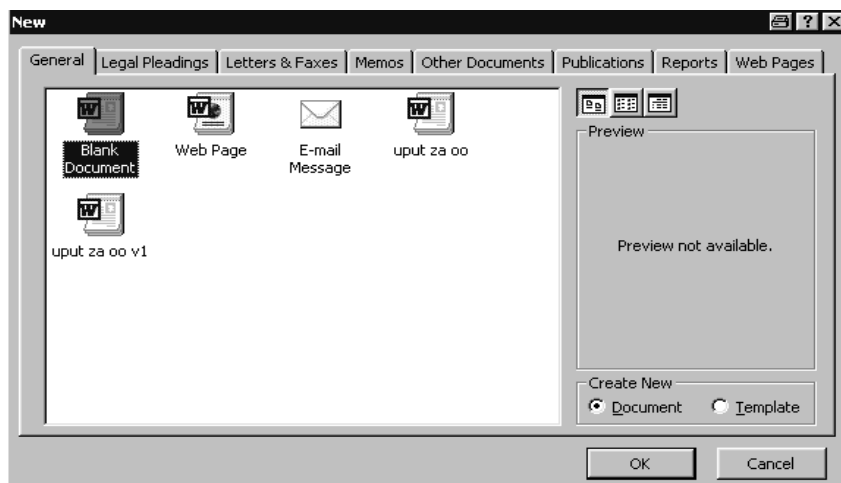 New
General Legal Pleadings Letters & Faxes Memos Other Documents Publications Reports Web Pages
Blank Document
Web Page
E-mail Message
uput za oo
uput za oo v1
Preview
Preview not available.
Create New
Document Template
OK Cancel